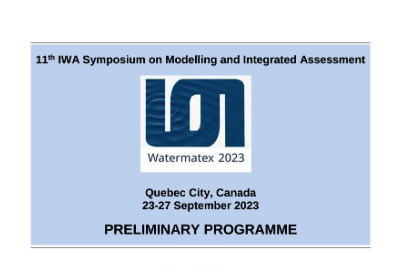 11th IWA Symposium on Modelling and Integrated Assessment
Watermatex 2023
Quebec City, Canada
23-27 September 2023
PRELIMINARY PROGRAMME